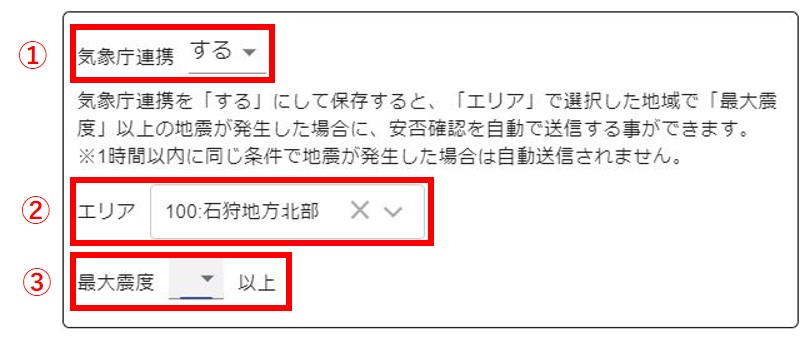 ① 気象庁連携 する
気象庁連携を「する」にして保存すると、「エリア」で選択した地域で「最大震
度」以上の地震が発生した場合に、安否確認を自動で送信する事ができます。
※1時間以内に同じ条件で地震が発生した場合は自動送信されません。
② エリア 100:石狩地方北部
③ 最大震度 以上